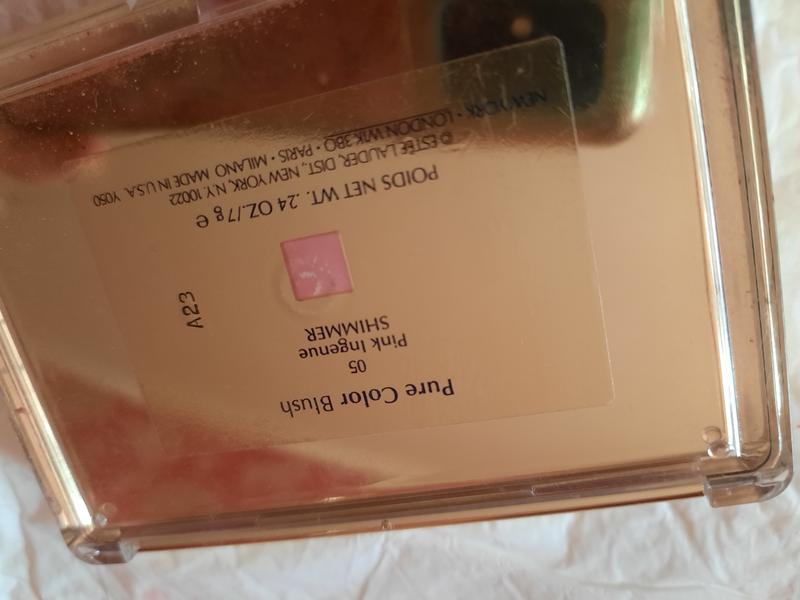 Pure Color Blush
05
Pink Ingenue
SHIMMER
A23
POIDS NET WT. .24 OZ./7g e
© ESTĒE LAUDER, DIST., NEW YORK, N.Y. 10022
NEW YORK • LONDON W1K 3BQ • PARIS • MILANO MADE IN U.S.A. Y050